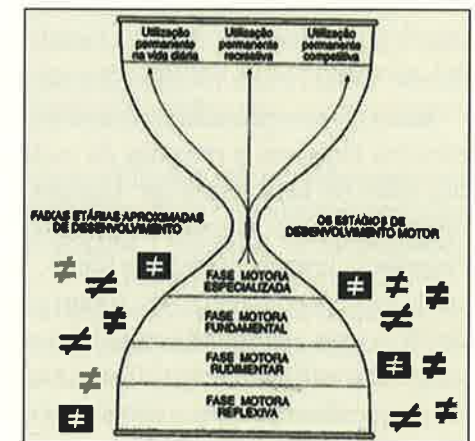 Utilização
permanente
na vida diária
Utilização
permanente
recreativa
Utilização
permanente
competitiva
FAIXAS ETÁRIAS APROXIMADAS
DE DESENVOLVIMENTO
OS ESTÁGIOS DE
DESENVOLVIMENTO MOTOR
FASE MOTORA
ESPECIALIZADA
FASE MOTORA
FUNDAMENTAL
FASE MOTORA
RUDIMENTAR
FASE MOTORA
REFLEXIVA